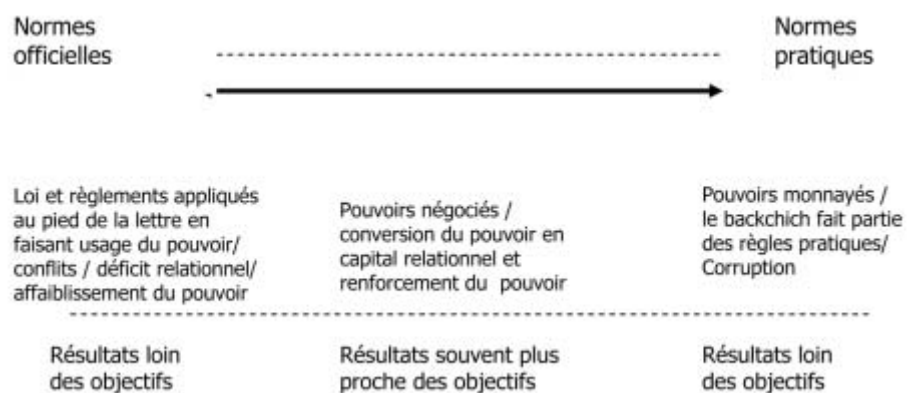 Normes
officielles
Normes
pratiques
Loi et règlements appliqués
au pied de la lettre en
faisant usage du pouvoir/
conflits / déficit relationnel/
affaiblissement du pouvoir
Pouvoirs négociés /
conversion du pouvoir en
capital relationnel et
renforcement du pouvoir
Pouvoirs monnayés /
le backchich fait partie
des règles pratiques/
Corruption
Résultats loin
des objectifs
Résultats souvent plus
proche des objectifs
Résultats loin
des objectifs